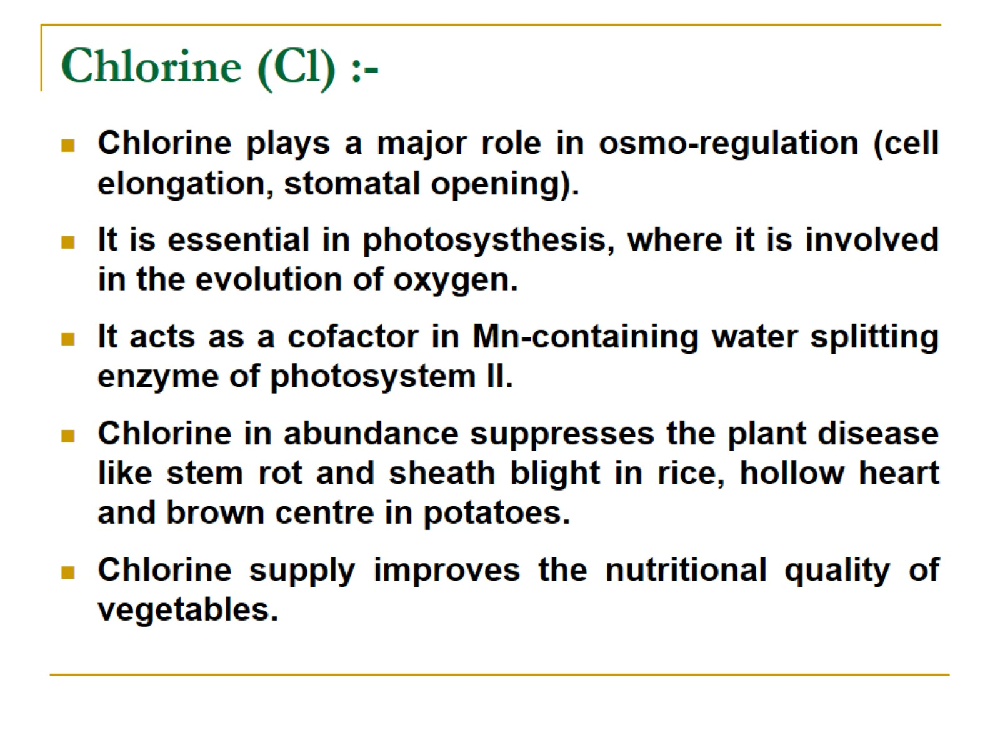 Chlorine (Cl) :-
Chlorine plays a major role in osmo-regulation (cell
elongation, stomatal opening).
It is essential in photosysthesis, where it is involved
in the evolution of oxygen.
It acts as a cofactor in Mn-containing water splitting
enzyme of photosystem II.
Chlorine in abundance suppresses the plant disease
like stem rot and sheath blight in rice, hollow heart
and brown centre in potatoes.
Chlorine supply improves the nutritional quality of
vegetables.